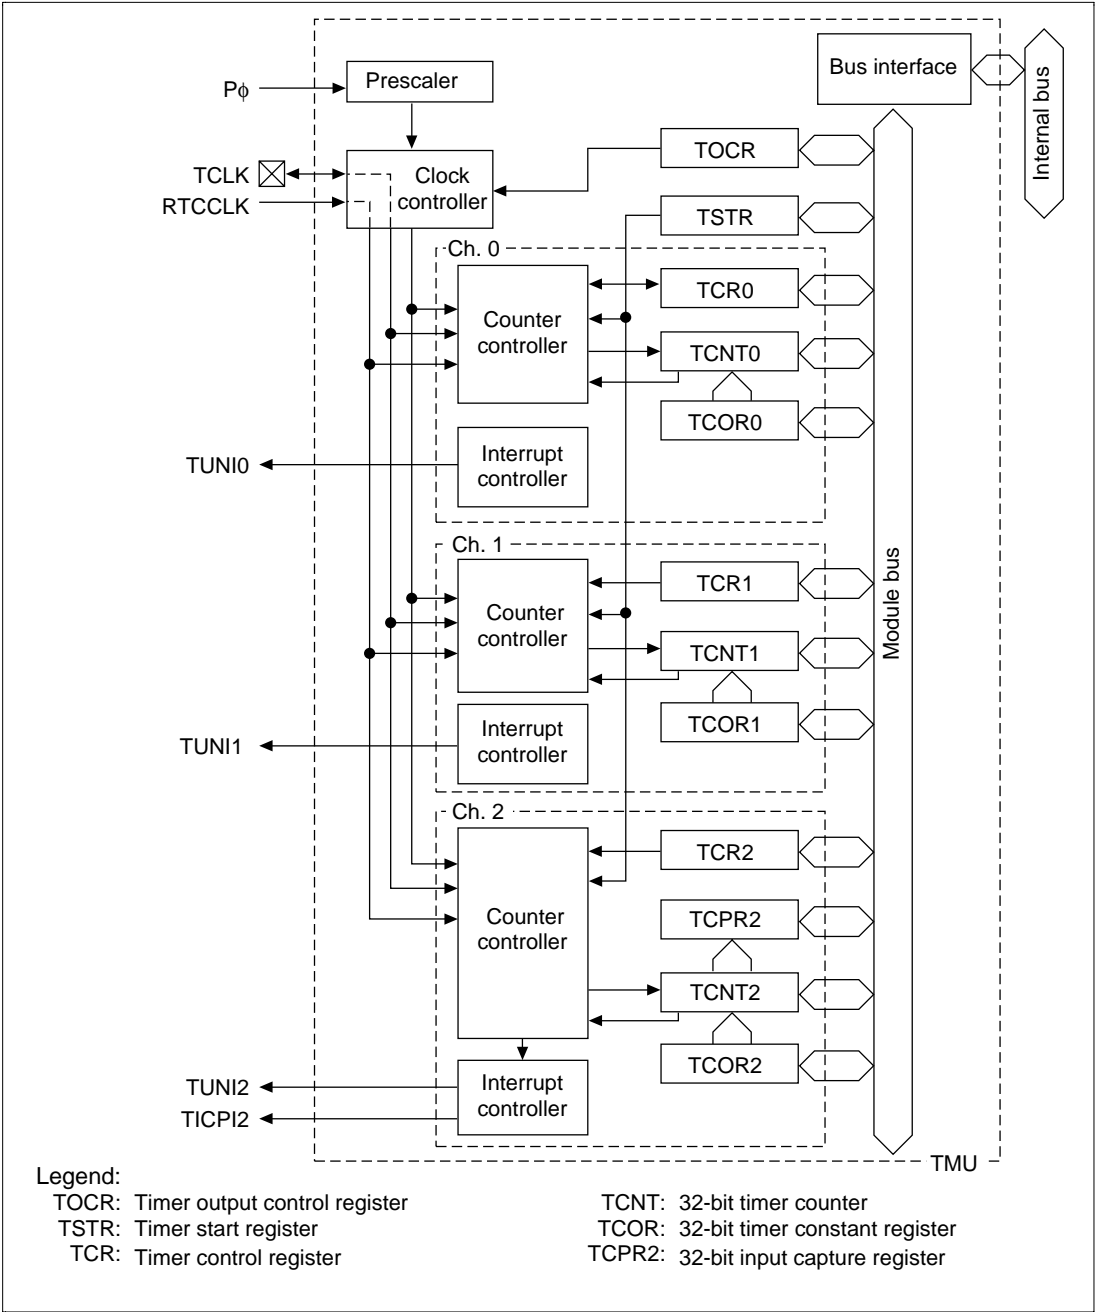 Bus interface
Internal bus
Pϕ
Prescaler
TCLK
RTCCLK
Clock
controller
TOCR
TSTR
Ch. 0
Counter
controller
TCR0
TCNT0
TCOR0
TUNI0
Interrupt
controller
Ch. 1
Counter
controller
TCR1
TCNT1
TCOR1
Module bus
TUNI1
Interrupt
controller
Ch. 2
Counter
controller
TCR2
TCPR2
TCNT2
TCOR2
TUNI2
TICPI2
Interrupt
controller
TMU
Legend:
TOCR: Timer output control register
TSTR: Timer start register
TCR: Timer control register
TCNT: 32-bit timer counter
TCOR: 32-bit timer constant register
TCPR2: 32-bit input capture register